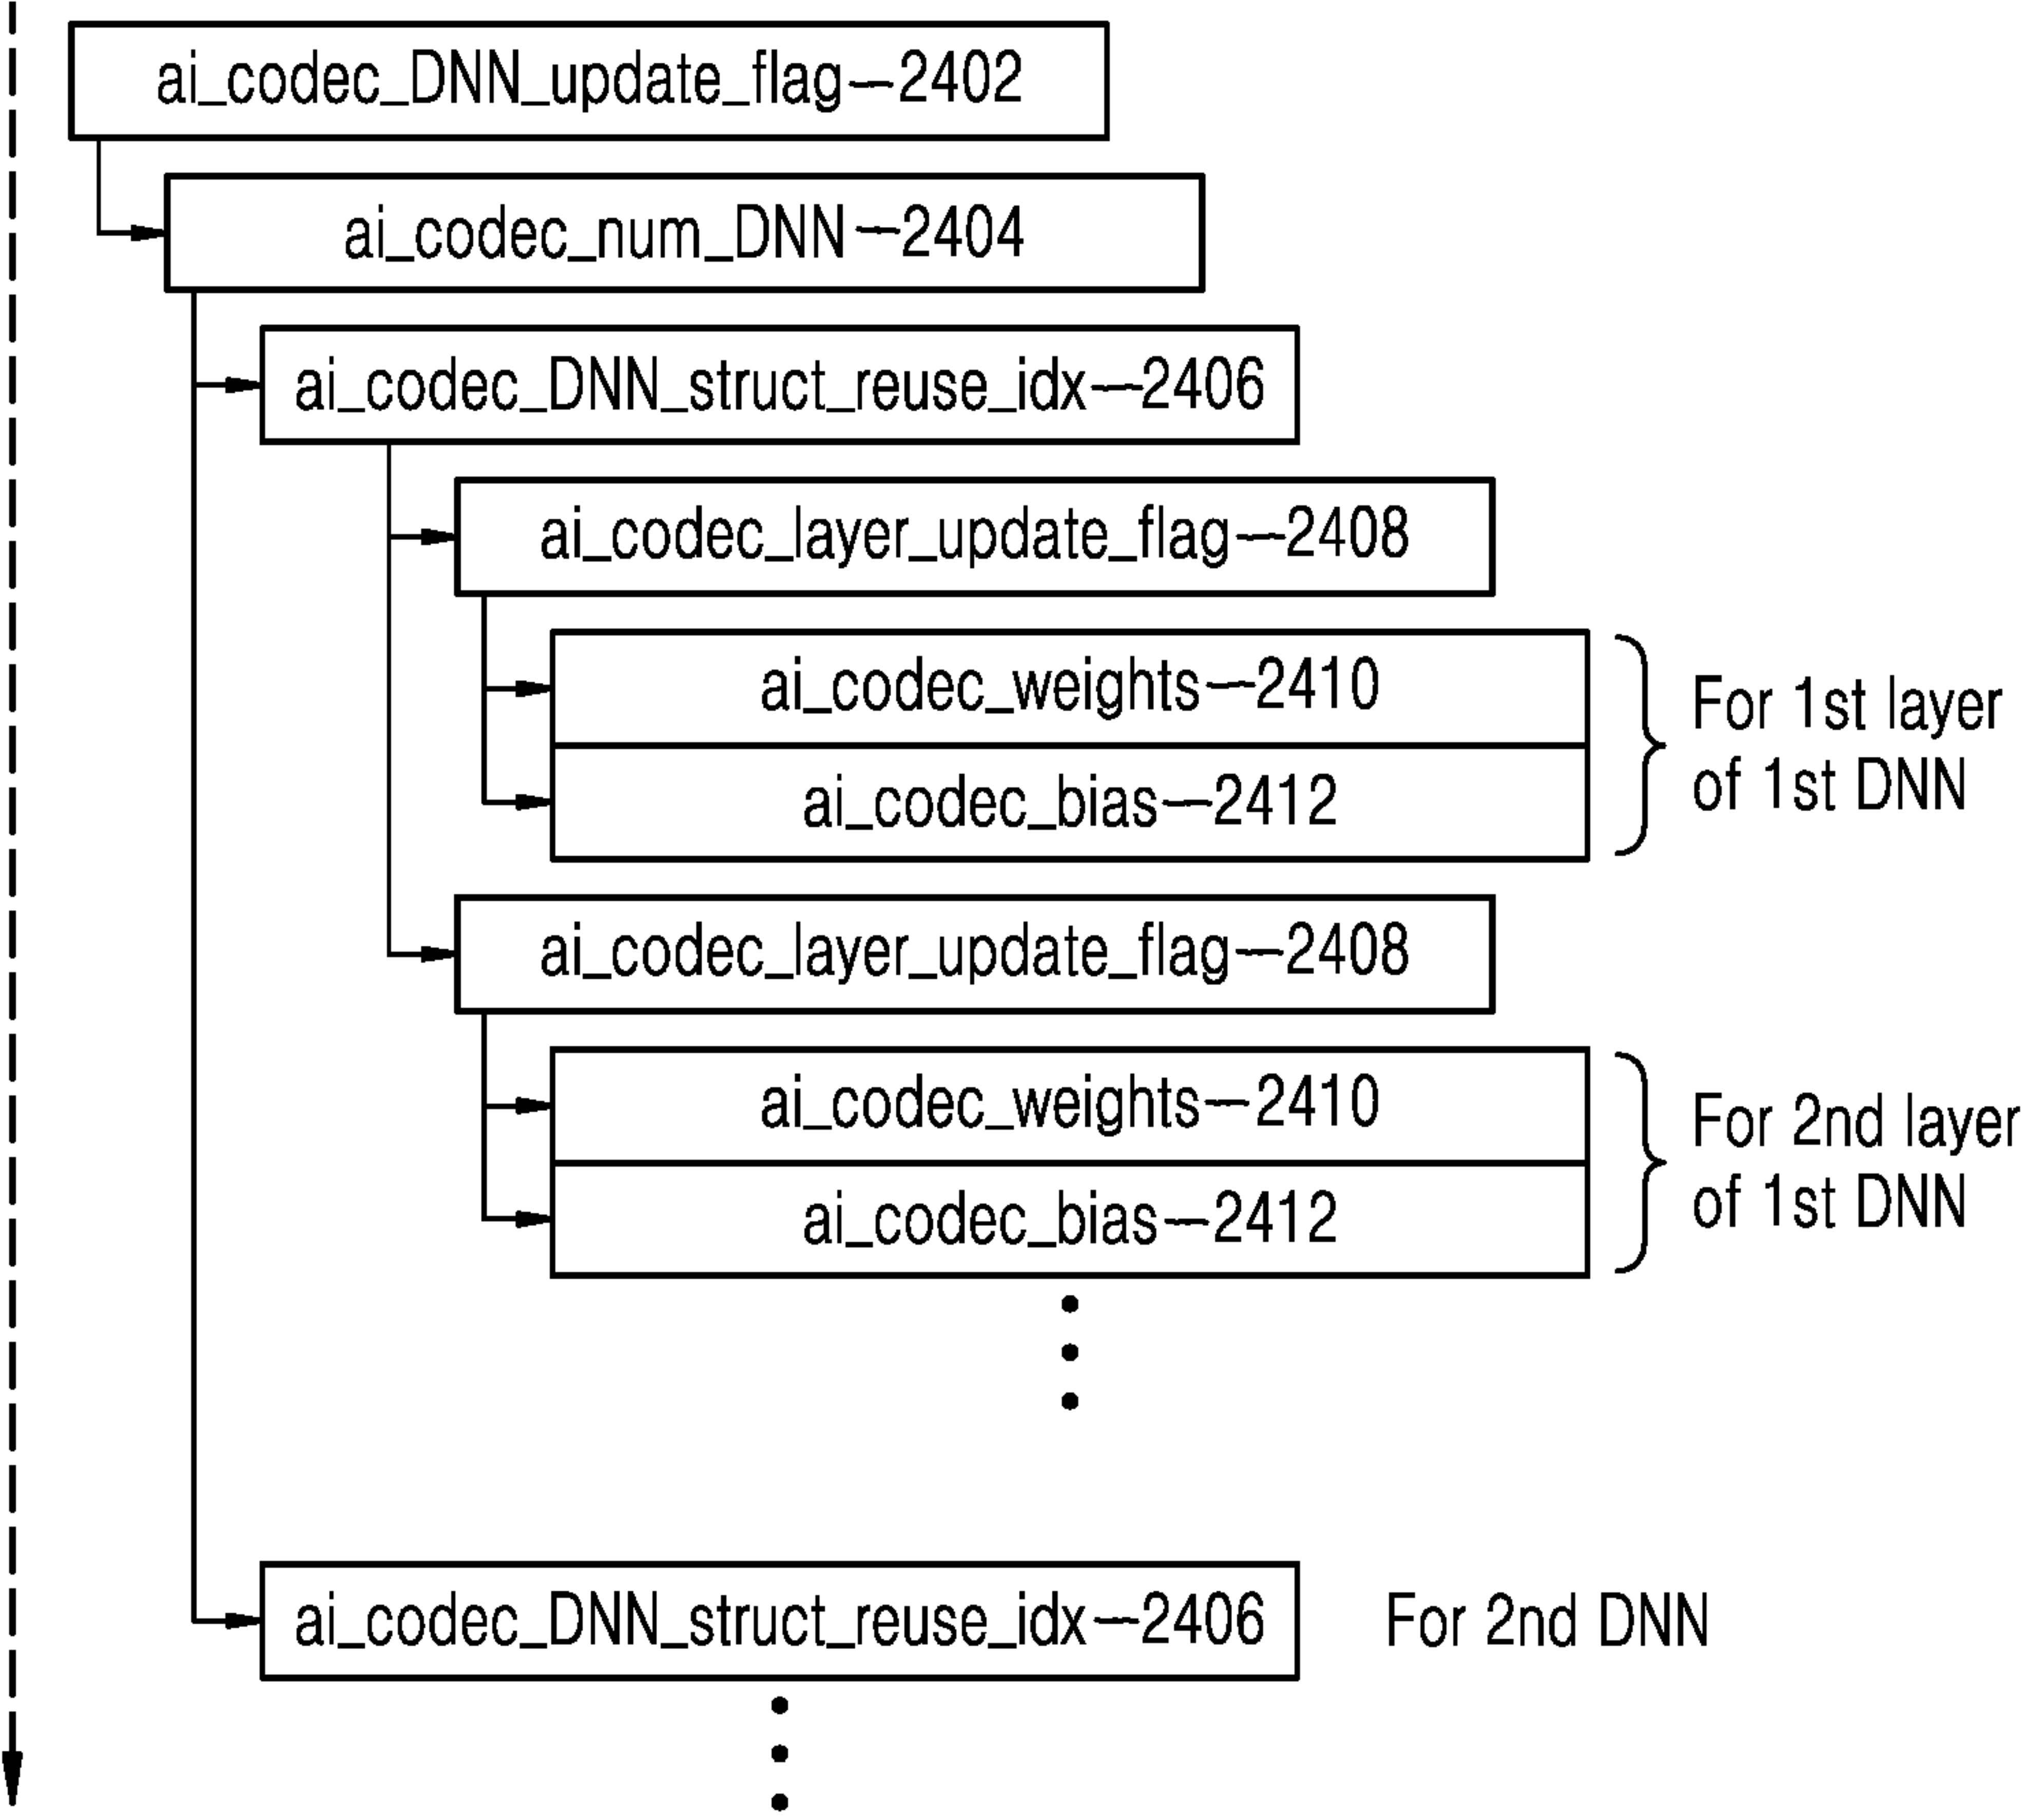 ai_codec_DNN_update_flag—2402
ai_codec_num_DNN—2404
ai_codec_DNN_struct_reuse_idx—2406
ai_codec_layer_update_flag—2408
ai_codec_weights—2410
ai_codec_bias—2412
For 1st layer
of 1st DNN
ai_codec_layer_update_flag—2408
ai_codec_weights—2410
ai_codec_bias—2412
For 2nd layer
of 1st DNN
ai_codec_DNN_struct_reuse_idx—2406
For 2nd DNN